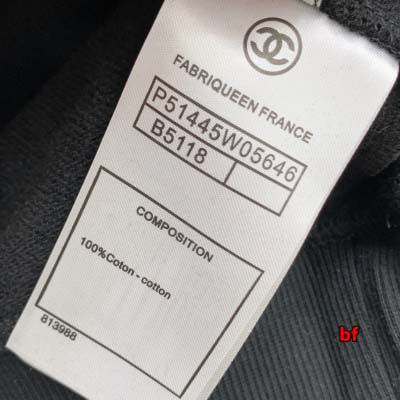 FABRIQUEEN FRANCE
P51445W05646
B5118
COMPOSITION
100%Coton-cotton
813988
bf